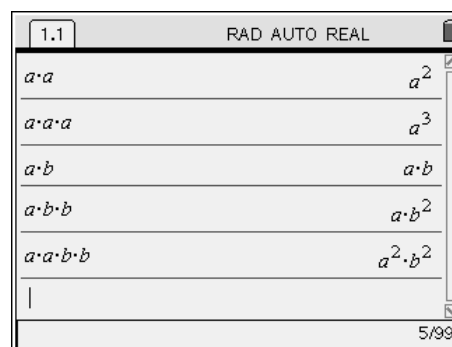 1.1 RAD AUTO REAL
a·a a²
a·a·a a³
a·b a·b
a·b·b a·b²
a·a·b·b a²·b²
5/99